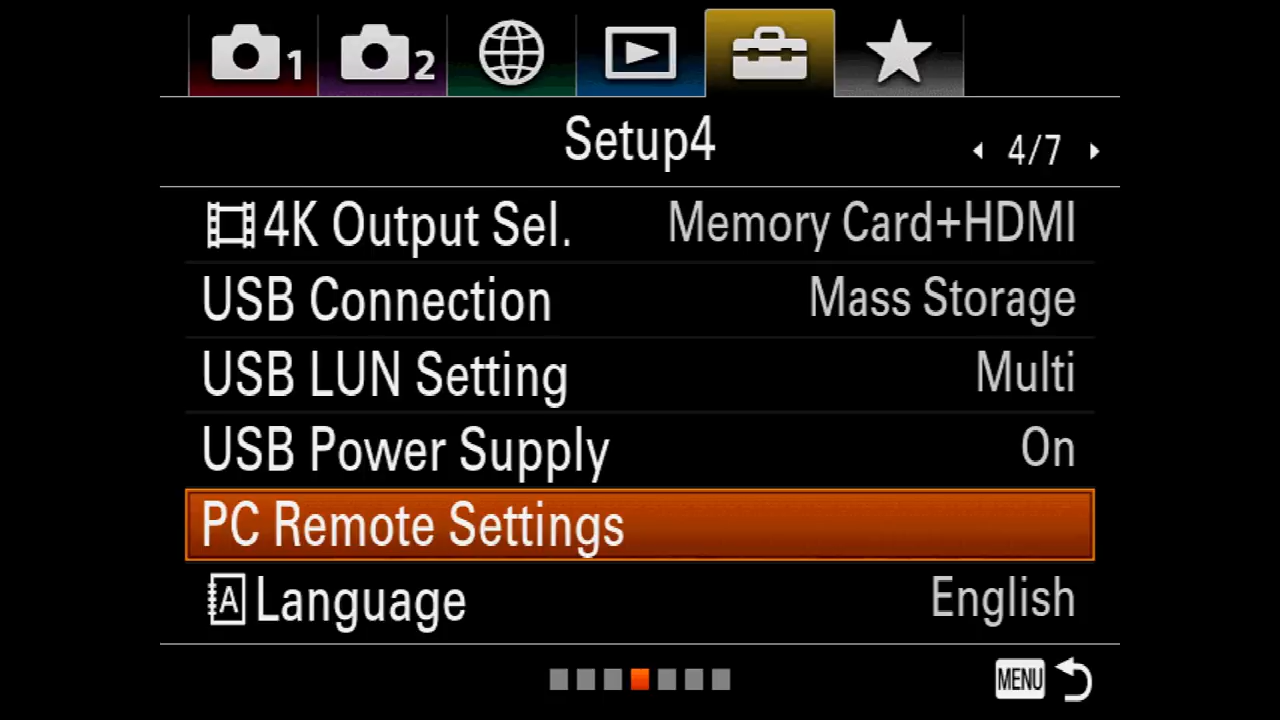 1 2
Setup4 4/7
4K Output Sel. Memory Card+HDMI
USB Connection Mass Storage
USB LUN Setting Multi
USB Power Supply On
PC Remote Settings
A Language English
MENU